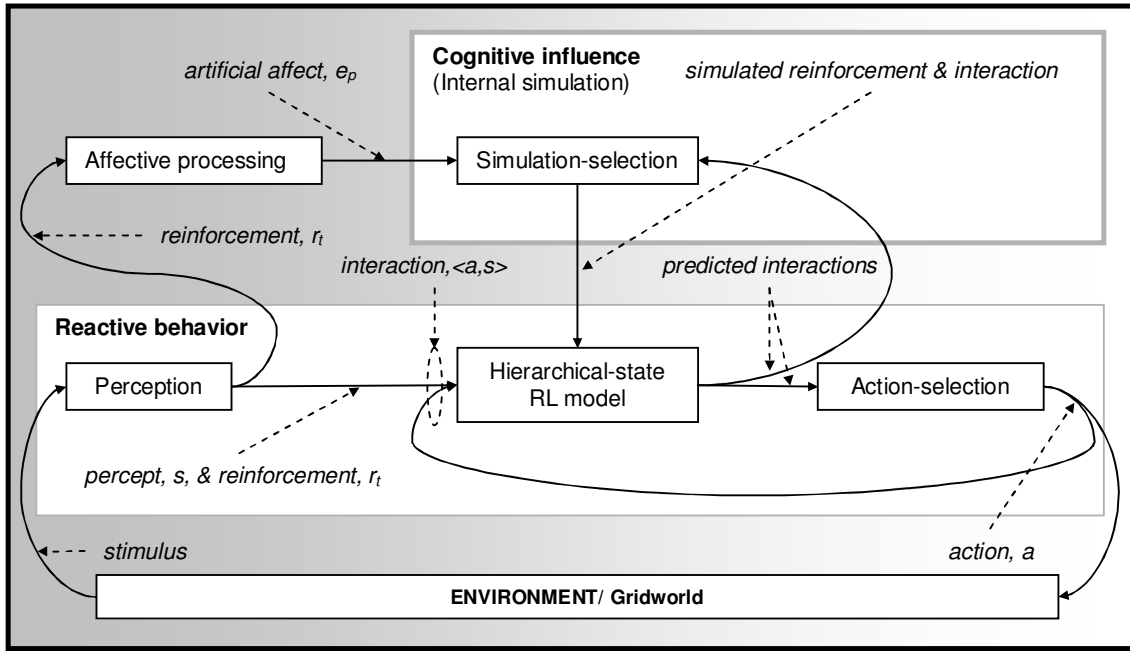 Cognitive influence
(Internal simulation)
artificial affect, eₚ
simulated reinforcement & interaction
Affective processing
Simulation-selection
reinforcement, rₜ
interaction,<a,s>
predicted interactions
Reactive behavior
Perception
Hierarchical-state
RL model
Action-selection
percept, s, & reinforcement, rₜ
stimulus
action, a
ENVIRONMENT/ Gridworld